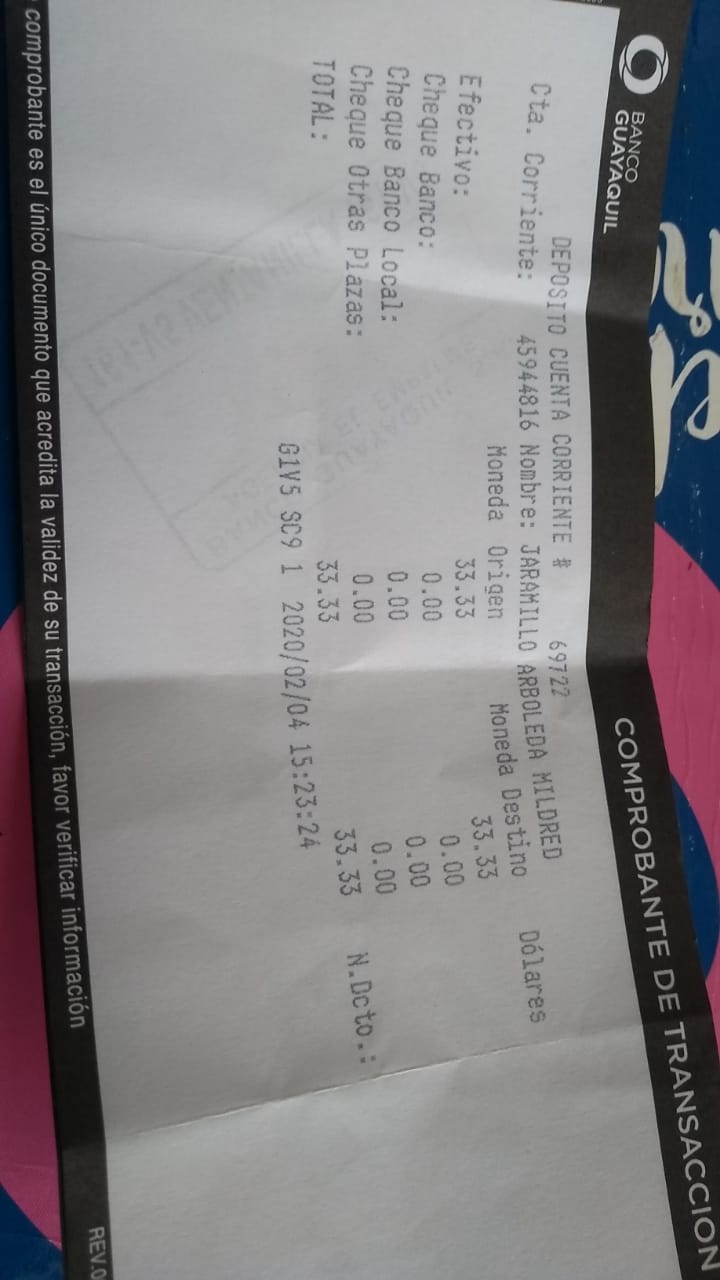 BANCO
GUAYAQUIL
COMPROBANTE DE TRANSACCION
DEPOSITO CUENTA CORRIENTE # 69722
Cta. Corriente: 45944816 Nombre: JARAMILLO ARBOLEDA MILDRED
Moneda Origen Moneda Destino Dólares
Efectivo: 33.33 33.33
Cheque Banco: 0.00 0.00
Cheque Banco Local: 0.00 0.00
Cheque Otras Plazas: 0.00 0.00
TOTAL: 33.33 33.33 N.Dcto.:
G1V5 SC9 1 2020/02/04 15:23:24
comprobante es el único documento que acredita la validez de su transacción, favor verificar información
REV.0